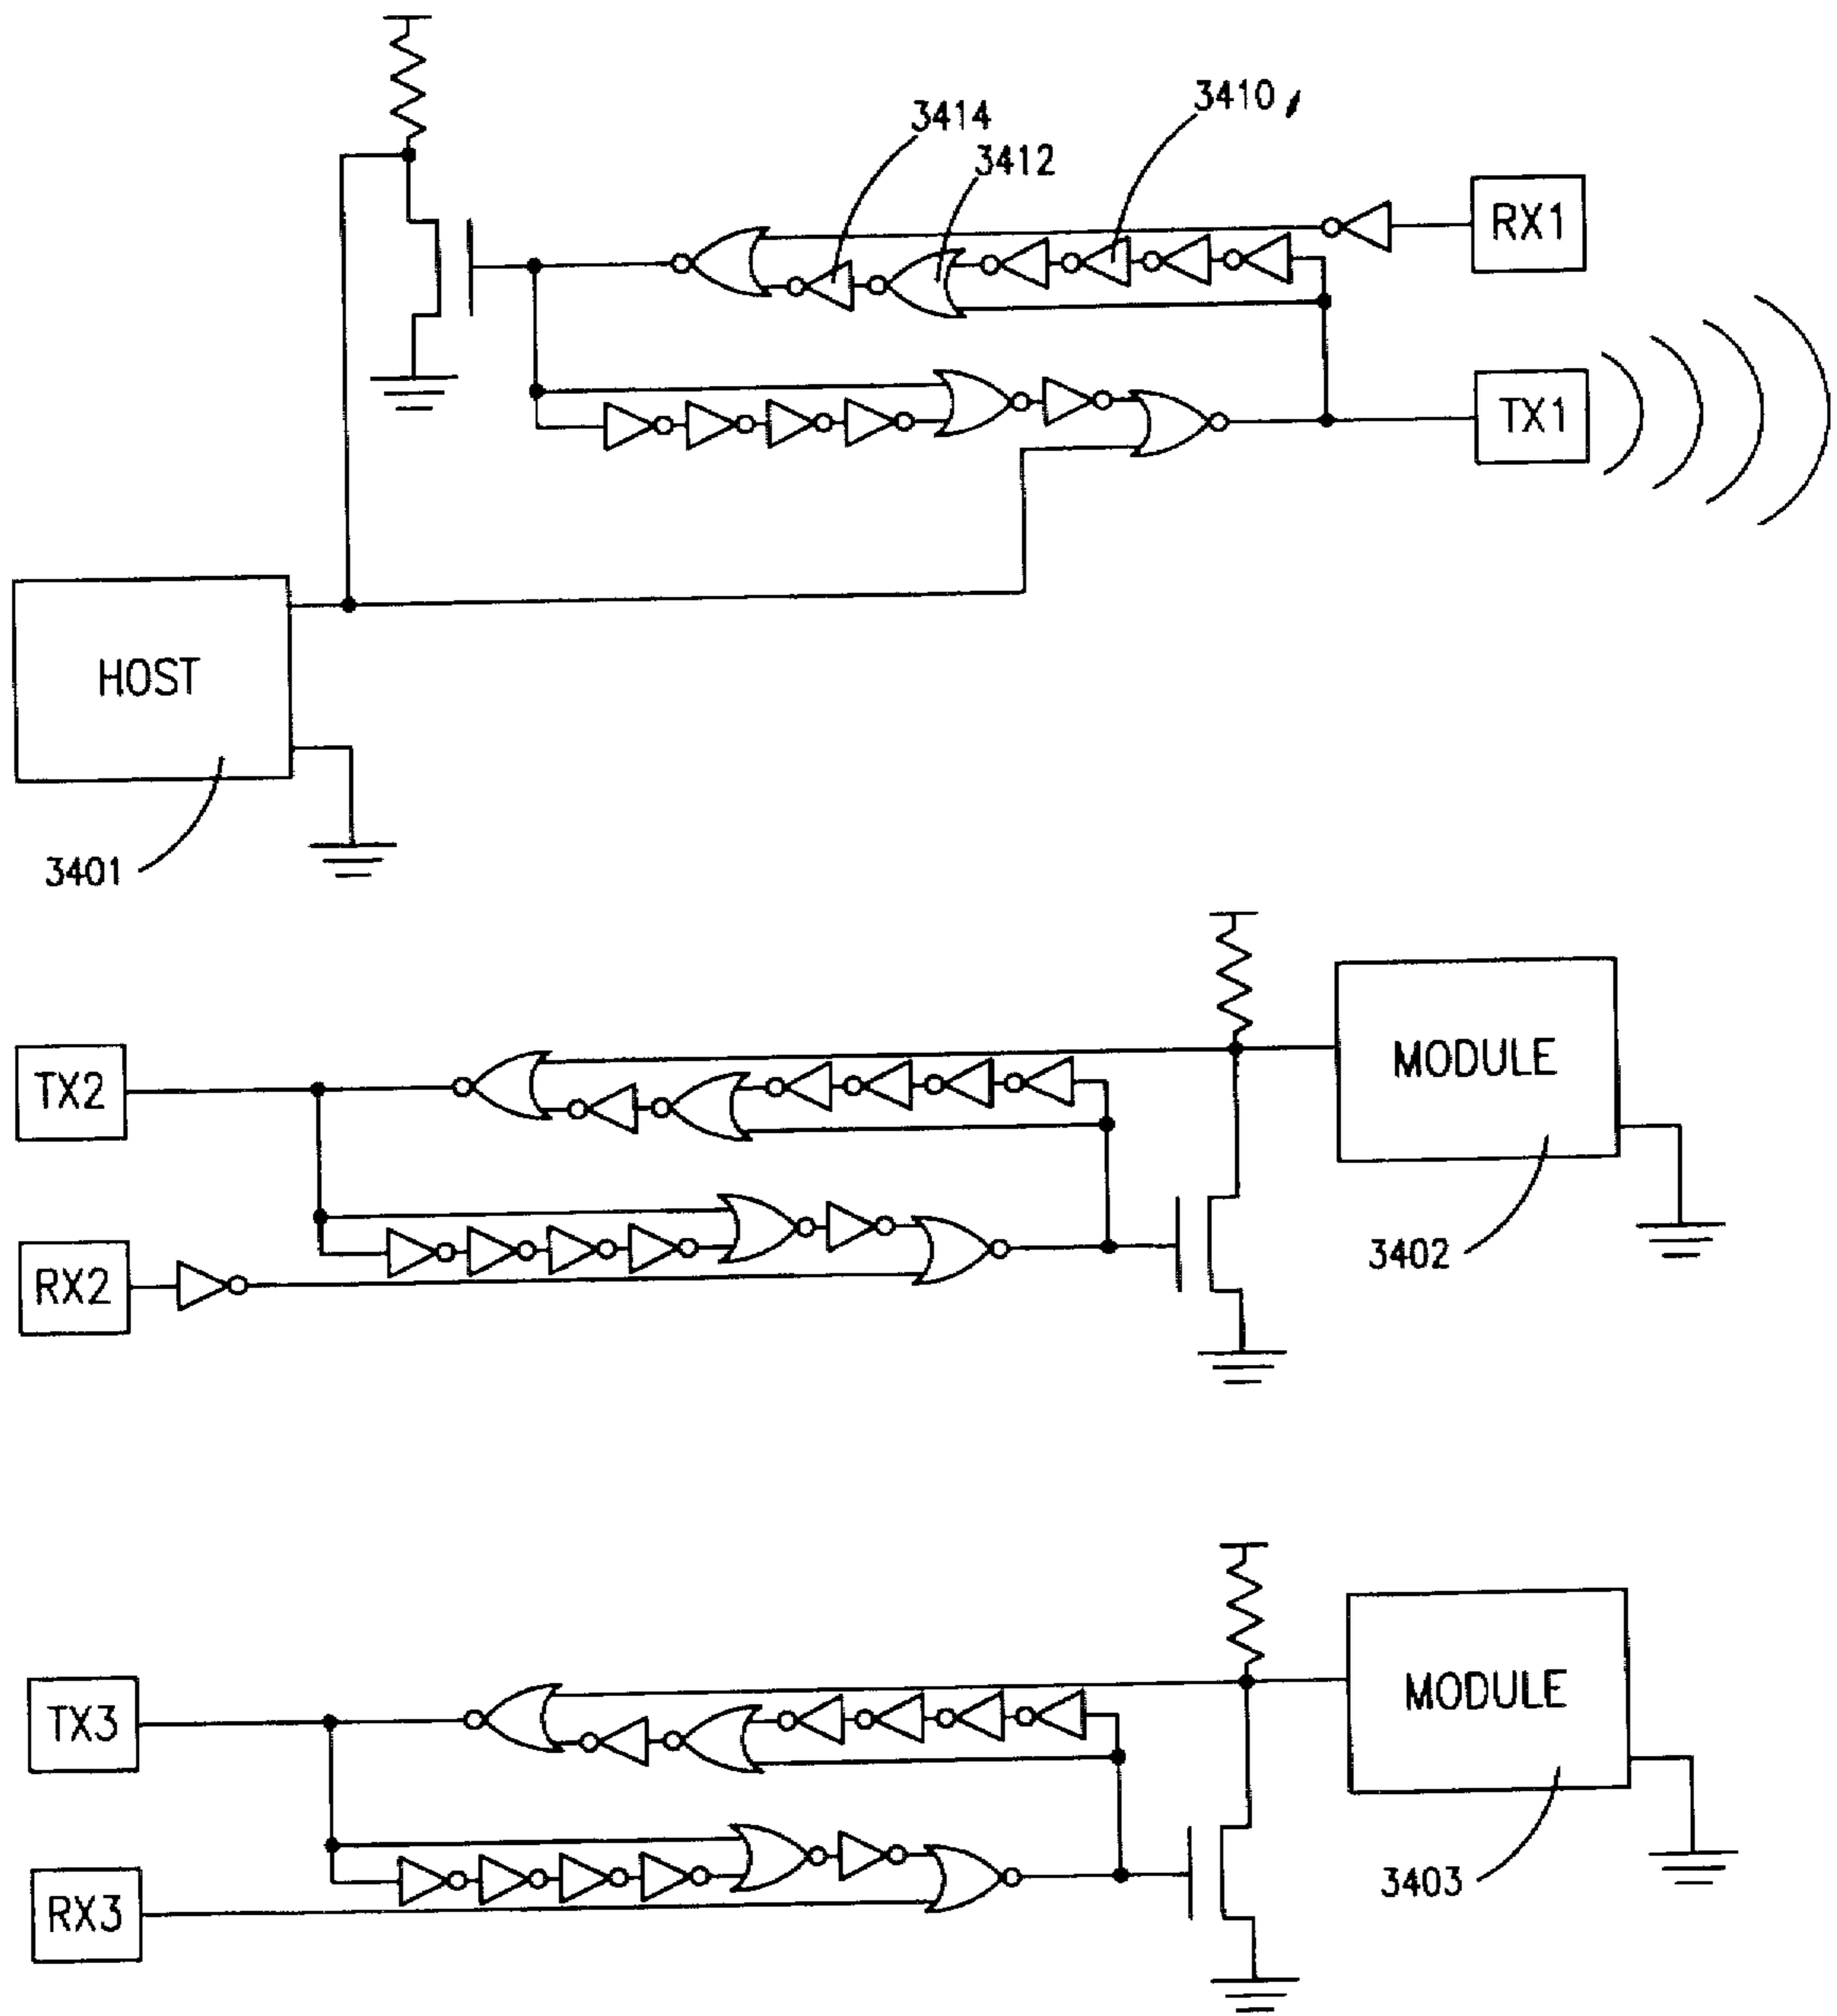 3414
3410
3412
RX1
TX1
HOST
3401
MODULE
TX2
3402
RX2
MODULE
TX3
3403
RX3